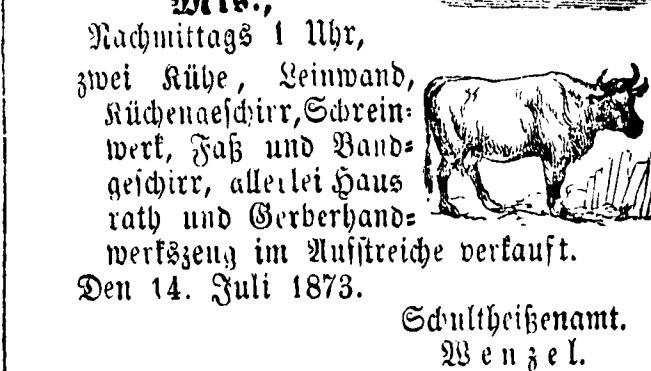 Mts.,
Nachmittags 1 Uhr,
zwei Kühe, Leinwand,
Küchengeschirr, Schrein-
werk, Faß und Band-
geschirr, allerlei Haus
rath und Gerberhand-
werkszeug im Aufstreiche verkauft.
Den 14. Juli 1873.
Schultheißenamt.
Wenzel.